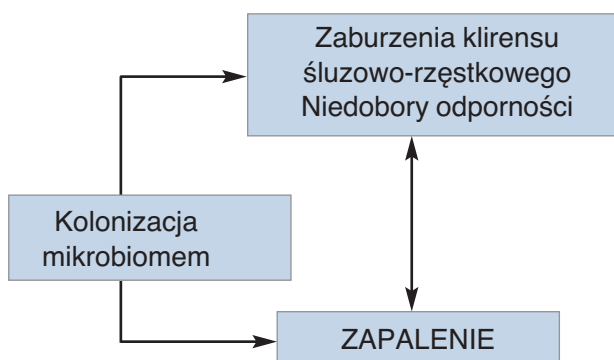 Zaburzenia klirensu
śluzowo-rzęstkowego
Niedobory odporności
Kolonizacja
mikrobiomem
ZAPALENIE